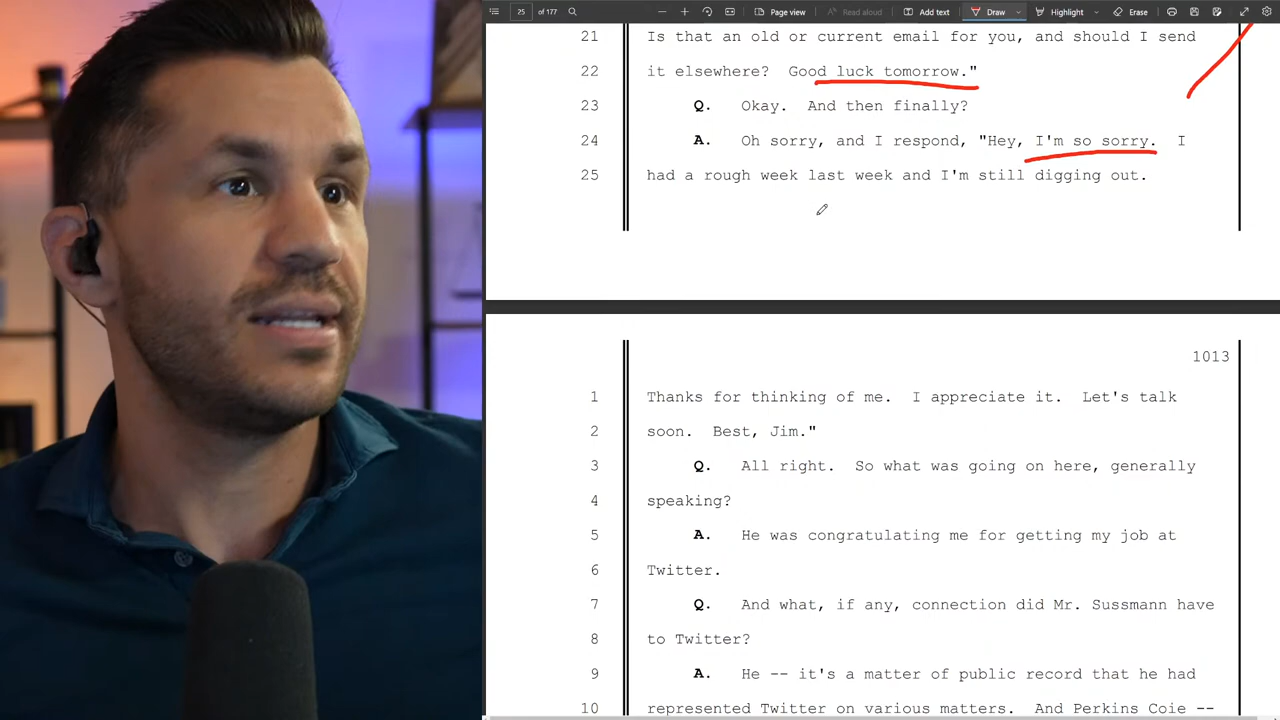 25 of 177 Page view Read aloud Add text Draw Highlight Erase
21 Is that an old or current email for you, and should I send
22 it elsewhere? Good luck tomorrow."
23 Q. Okay. And then finally?
24 A. Oh sorry, and I respond, "Hey, I'm so sorry. I
25 had a rough week last week and I'm still digging out.
1013
1 Thanks for thinking of me. I appreciate it. Let's talk
2 soon. Best, Jim."
3 Q. All right. So what was going on here, generally
4 speaking?
5 A. He was congratulating me for getting my job at
6 Twitter.
7 Q. And what, if any, connection did Mr. Sussmann have
8 to Twitter?
9 A. He -- it's a matter of public record that he had
10 represented Twitter on various matters. And Perkins Coie --